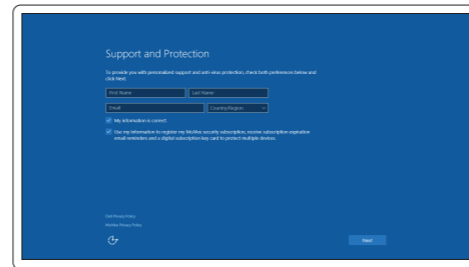 Support and Protection
To provide you with personalized support and anti-virus protection, check both preferences below and
click Next.
First Name
Last Name
Email
Country/Region
My information is correct.
Use my information to register my McAfee security subscription, receive subscription expiration
email reminders and a digital subscription key card to protect multiple devices.
Dell Privacy Policy
McAfee Privacy Policy
Next